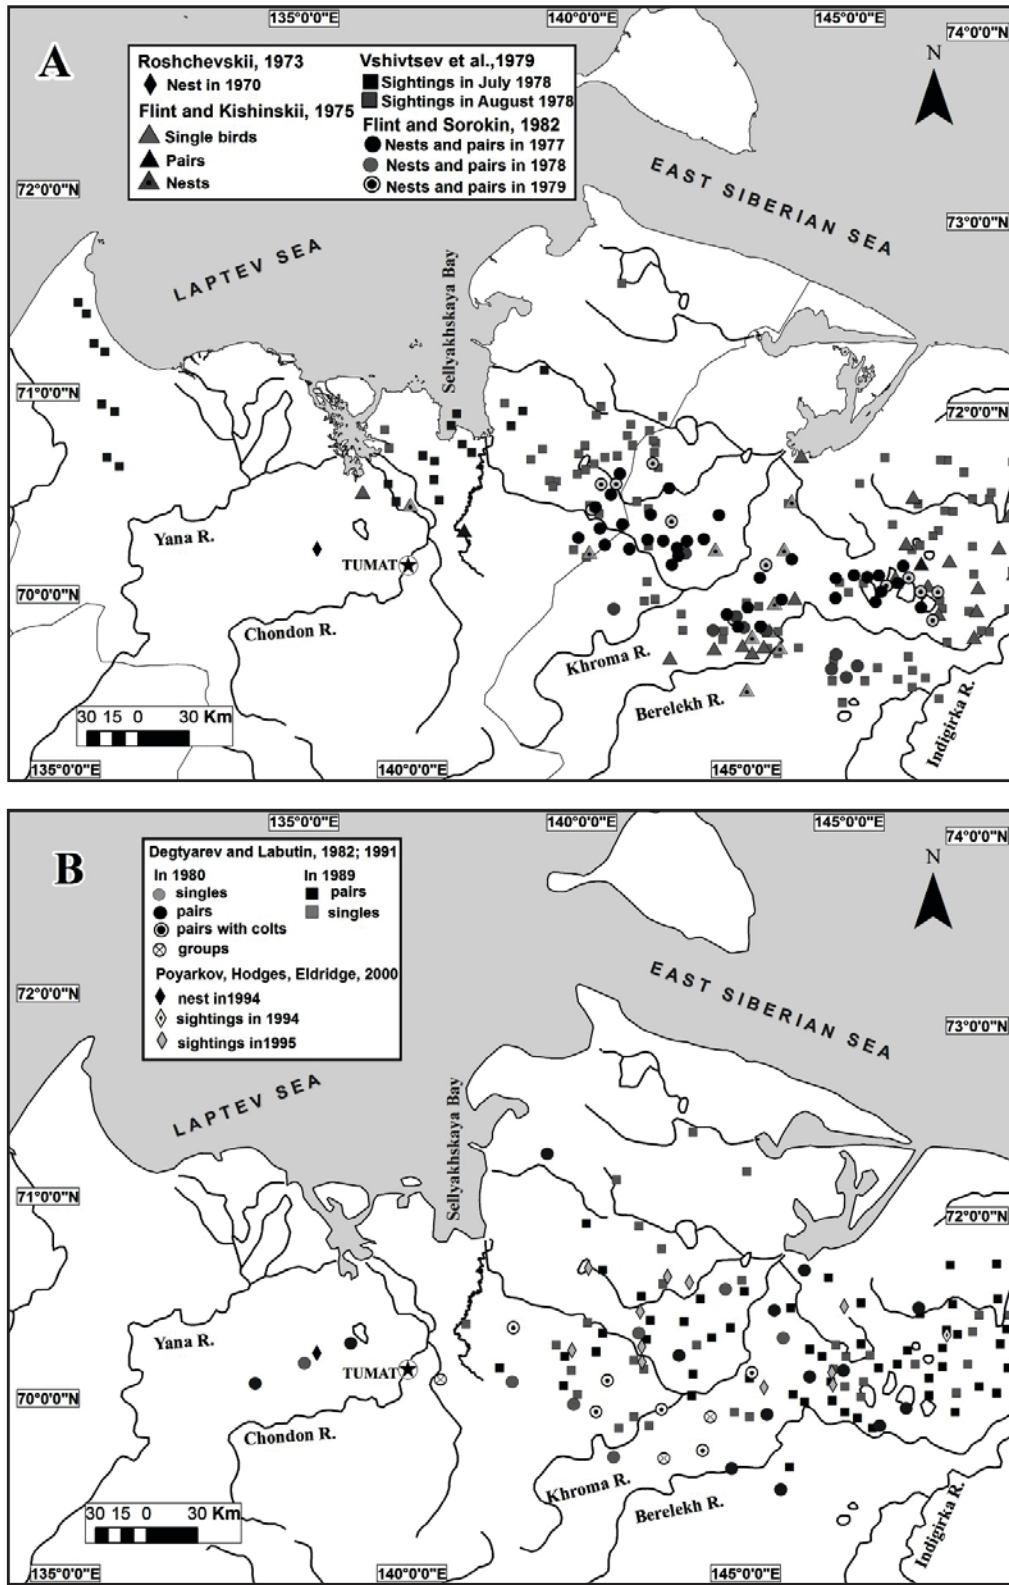 135°0'0"E
140°0'0"E
145°0'0"E
74°0'0"N
A
N
Roshchevskii, 1973
Nest in 1970
Flint and Kishinskii, 1975
Single birds
Pairs
Nests
Vshivtsev et al.,1979
Sightings in July 1978
Sightings in August 1978
Flint and Sorokin, 1982
Nests and pairs in 1977
Nests and pairs in 1978
Nests and pairs in 1979
72°0'0"N
EAST SIBERIAN SEA
73°0'0"N
LAPTEV SEA
Sellyakhskaya Bay
71°0'0"N
72°0'0"N
Yana R.
TUMAT
70°0'0"N
Chondon R.
Khroma R.
Berelekh R.
Indigirka R.
30 15 0 30 Km
135°0'0"E
140°0'0"E
145°0'0"E
135°0'0"E
140°0'0"E
145°0'0"E
74°0'0"N
B
N
Degtyarev and Labutin, 1982; 1991
In 1980
singles
pairs
pairs with colts
groups
In 1989
pairs
singles
Poyarkov, Hodges, Eldridge, 2000
nest in1994
sightings in 1994
sightings in1995
72°0'0"N
EAST SIBERIAN SEA
73°0'0"N
LAPTEV SEA
Sellyakhskaya Bay
71°0'0"N
72°0'0"N
Yana R.
TUMAT
70°0'0"N
Chondon R.
Khroma R.
Berelekh R.
Indigirka R.
30 15 0 30 Km
135°0'0"E
140°0'0"E
145°0'0"E